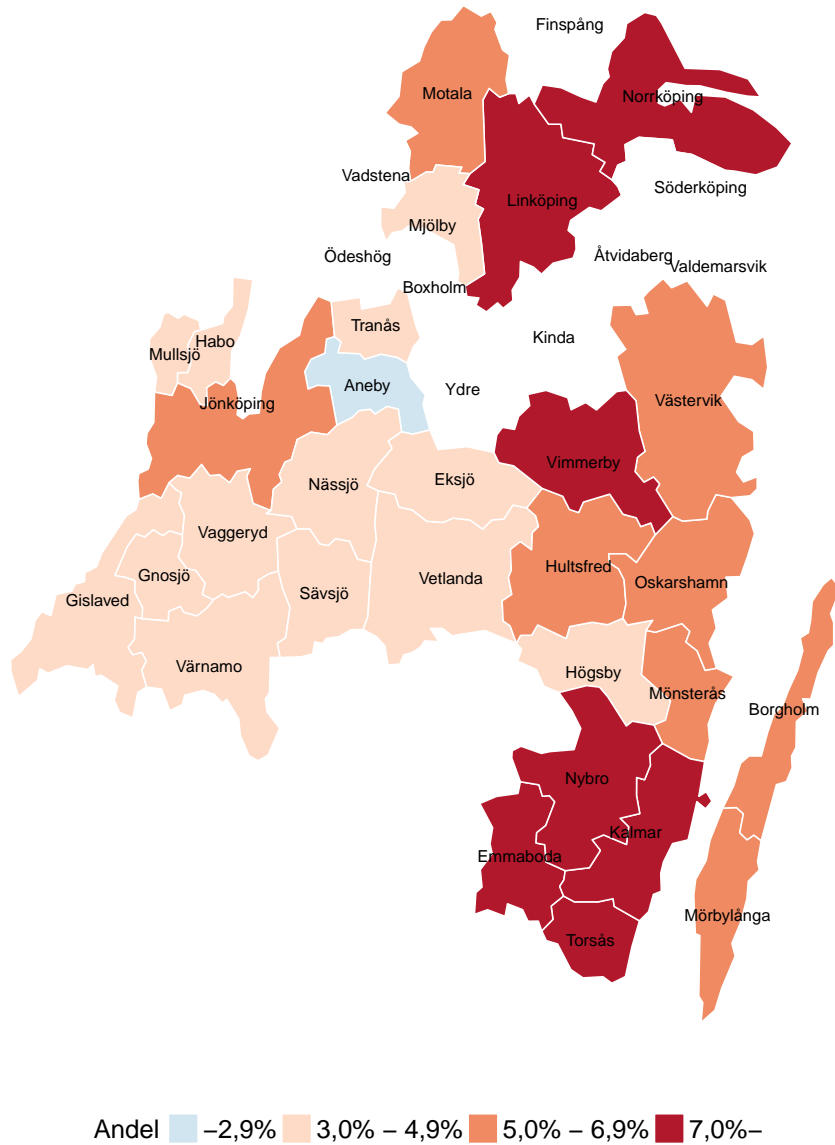 Finspång
Motala
Norrköping
Vadstena
Söderköping
Linköping
Mjölby
Ödeshög
Åtvidaberg
Valdemarsvik
Boxholm
Tranås
Kinda
Habo
Mullsjö
Aneby
Ydre
Jönköping
Västervik
Vimmerby
Nässjö
Eksjö
Vaggeryd
Hultsfred
Gnosjö
Vetlanda
Oskarshamn
Sävsjö
Gislaved
Värnamo
Högsby
Mönsterås
Borgholm
Nybro
Kalmar
Emmaboda
Mörbylånga
Torsås
Andel −2,9% 3,0% − 4,9% 5,0% − 6,9% 7,0%−